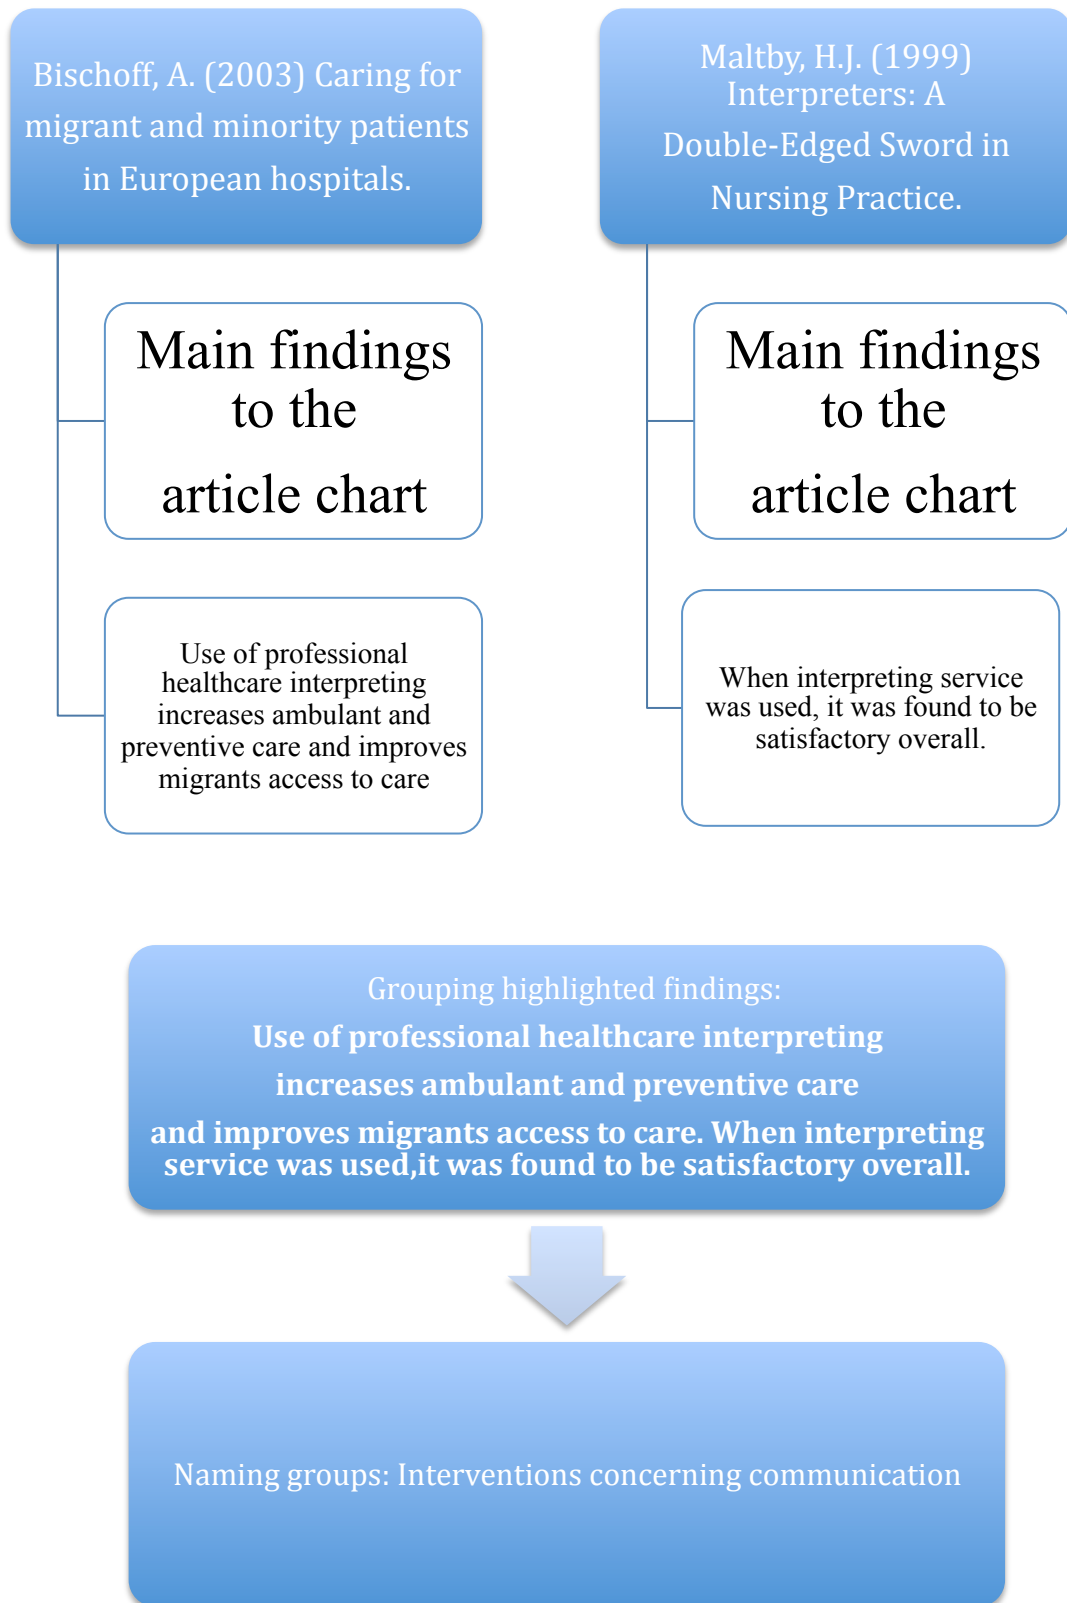 Bischoff, A. (2003) Caring for
migrant and minority patients
in European hospitals.
Main findings
to the
article chart
Use of professional
healthcare interpreting
increases ambulant and
preventive care and improves
migrants access to care
Maltby, H.J. (1999)
Interpreters: A
Double-Edged Sword in
Nursing Practice.
Main findings
to the
article chart
When interpreting service
was used, it was found to be
satisfactory overall.
Grouping highlighted findings:
Use of professional healthcare interpreting
increases ambulant and preventive care
and improves migrants access to care. When interpreting
service was used,it was found to be satisfactory overall.
Naming groups: Interventions concerning communication